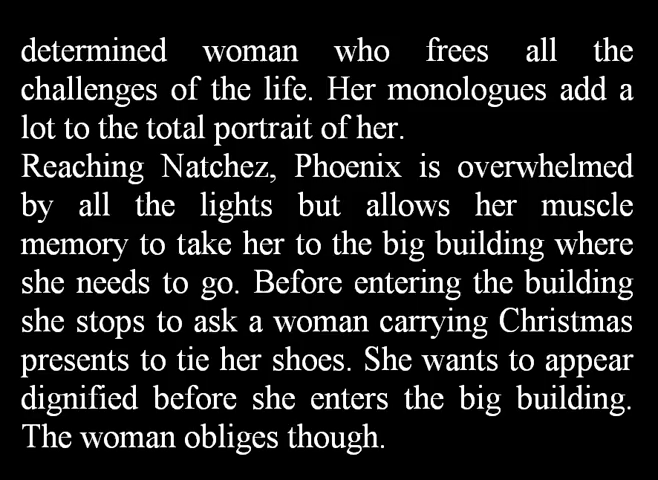 determined woman who frees all the
challenges of the life. Her monologues add a
lot to the total portrait of her.
Reaching Natchez, Phoenix is overwhelmed
by all the lights but allows her muscle
memory to take her to the big building where
she needs to go. Before entering the building
she stops to ask a woman carrying Christmas
presents to tie her shoes. She wants to appear
dignified before she enters the big building.
The woman obliges though.